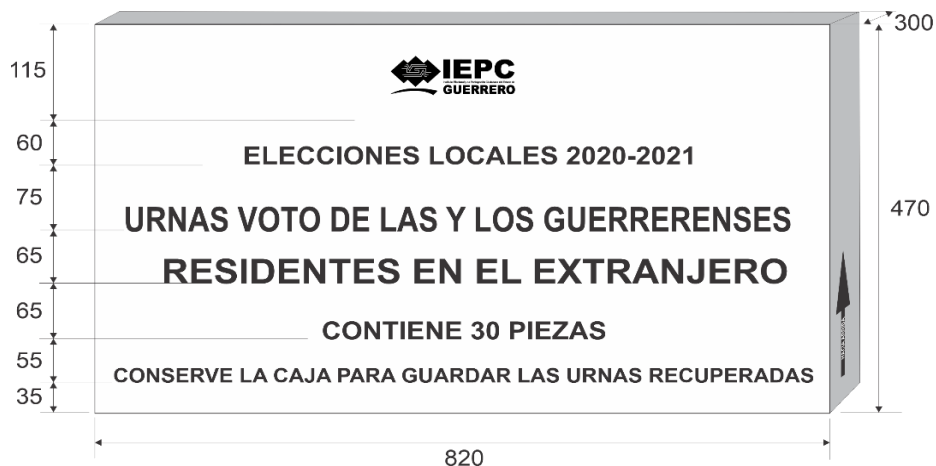 300
115
IEPC
GUERRERO
60
ELECCIONES LOCALES 2020-2021
75
URNAS VOTO DE LAS Y LOS GUERRERENSES
470
65
RESIDENTES EN EL EXTRANJERO
65
CONTIENE 30 PIEZAS
55
CONSERVE LA CAJA PARA GUARDAR LAS URNAS RECUPERADAS
35
820